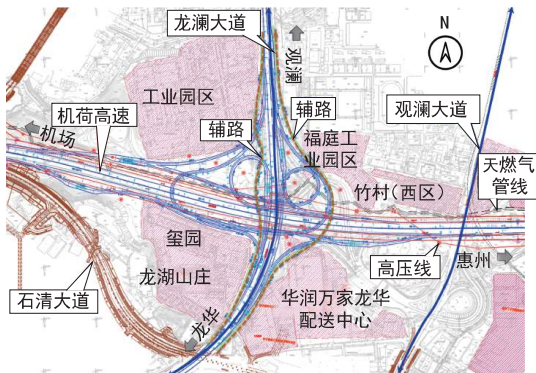 龙澜大道
观澜
N
工业园区
机荷高速
机场
辅路
辅路
福庭工
业园区
观澜大道
天燃气
管线
竹村(西区)
玺园
龙湖山庄
石清大道
龙华
高压线
惠州
华润万家龙华
配送中心